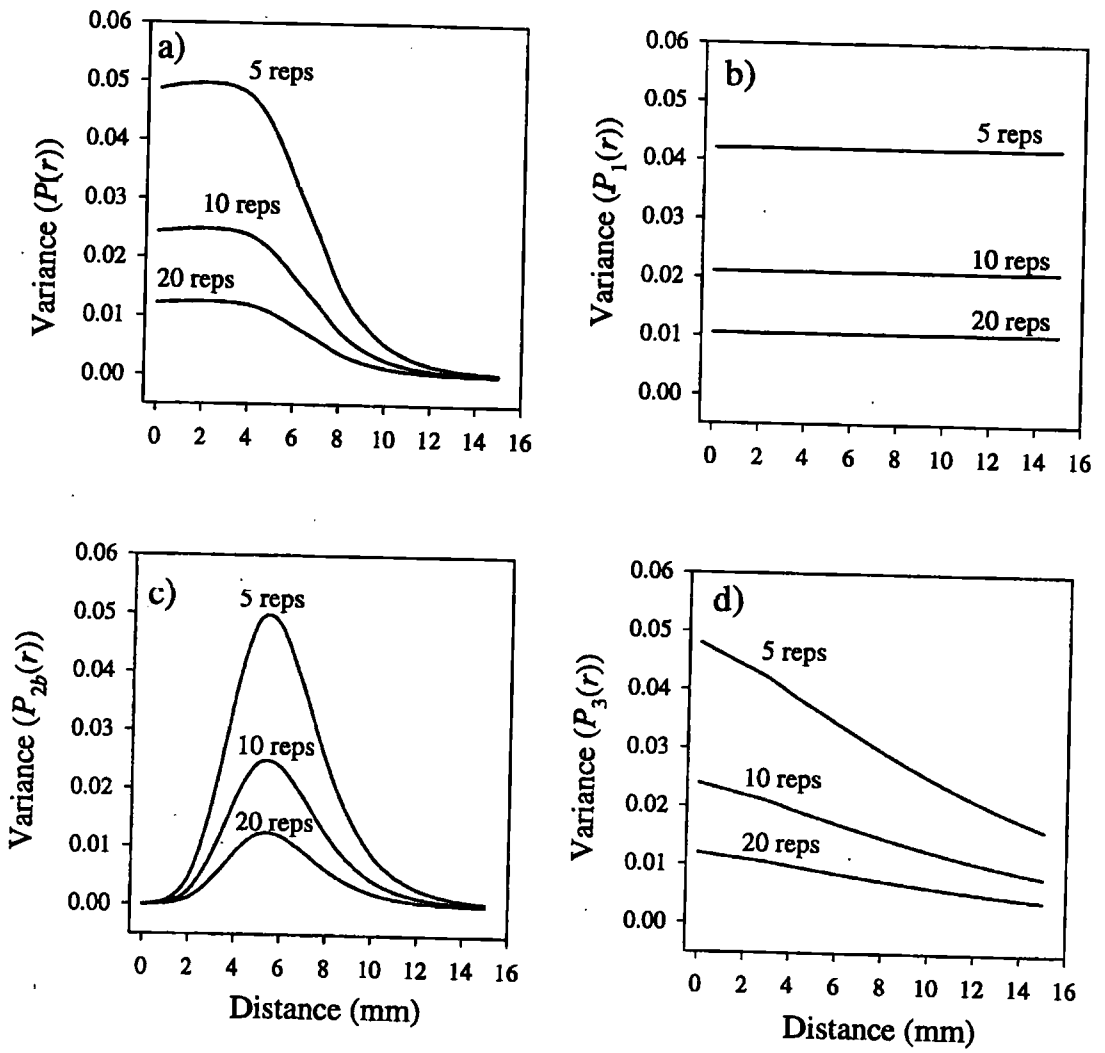 a)
Variance (P(r))
0.06
0.05
0.04
0.03
0.02
0.01
0.00
5 reps
10 reps
20 reps
0 2 4 6 8 10 12 14 16
b)
Variance (P1(r))
0.06
0.05
0.04
0.03
0.02
0.01
0.00
5 reps
10 reps
20 reps
0 2 4 6 8 10 12 14 16
c)
Variance (P2b(r))
0.06
0.05
0.04
0.03
0.02
0.01
0.00
5 reps
10 reps
20 reps
0 2 4 6 8 10 12 14 16
Distance (mm)
d)
Variance (P3(r))
0.06
0.05
0.04
0.03
0.02
0.01
0.00
5 reps
10 reps
20 reps
0 2 4 6 8 10 12 14 16
Distance (mm)